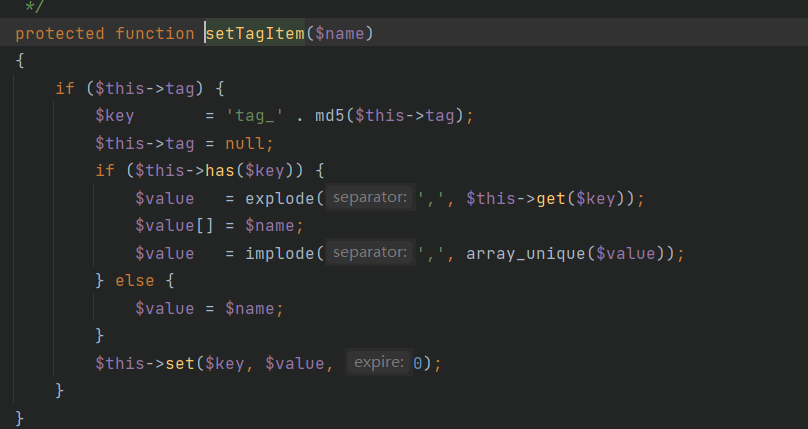 */
protected function setTagItem($name)
{
    if ($this->tag) {
        $key       = 'tag_' . md5($this->tag);
        $this->tag = null;
        if ($this->has($key)) {
            $value   = explode( separator: ',', $this->get($key));
            $value[] = $name;
            $value   = implode( separator: ',', array_unique($value));
        } else {
            $value = $name;
        }
        $this->set($key, $value, expire: 0);
    }
}